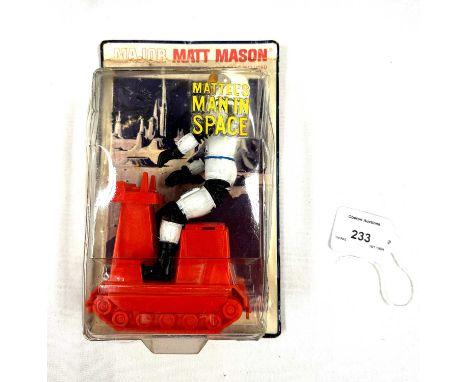 MAJOR MATT MASON
MATTEL'S
MAN IN
SPACE
233